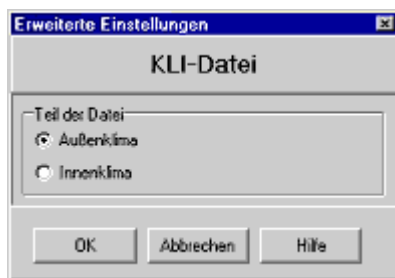 Erweiterte Einstellungen
KLI-Datei
Teil der Datei
Außenklima
Innenklima
OK Abbrechen Hilfe